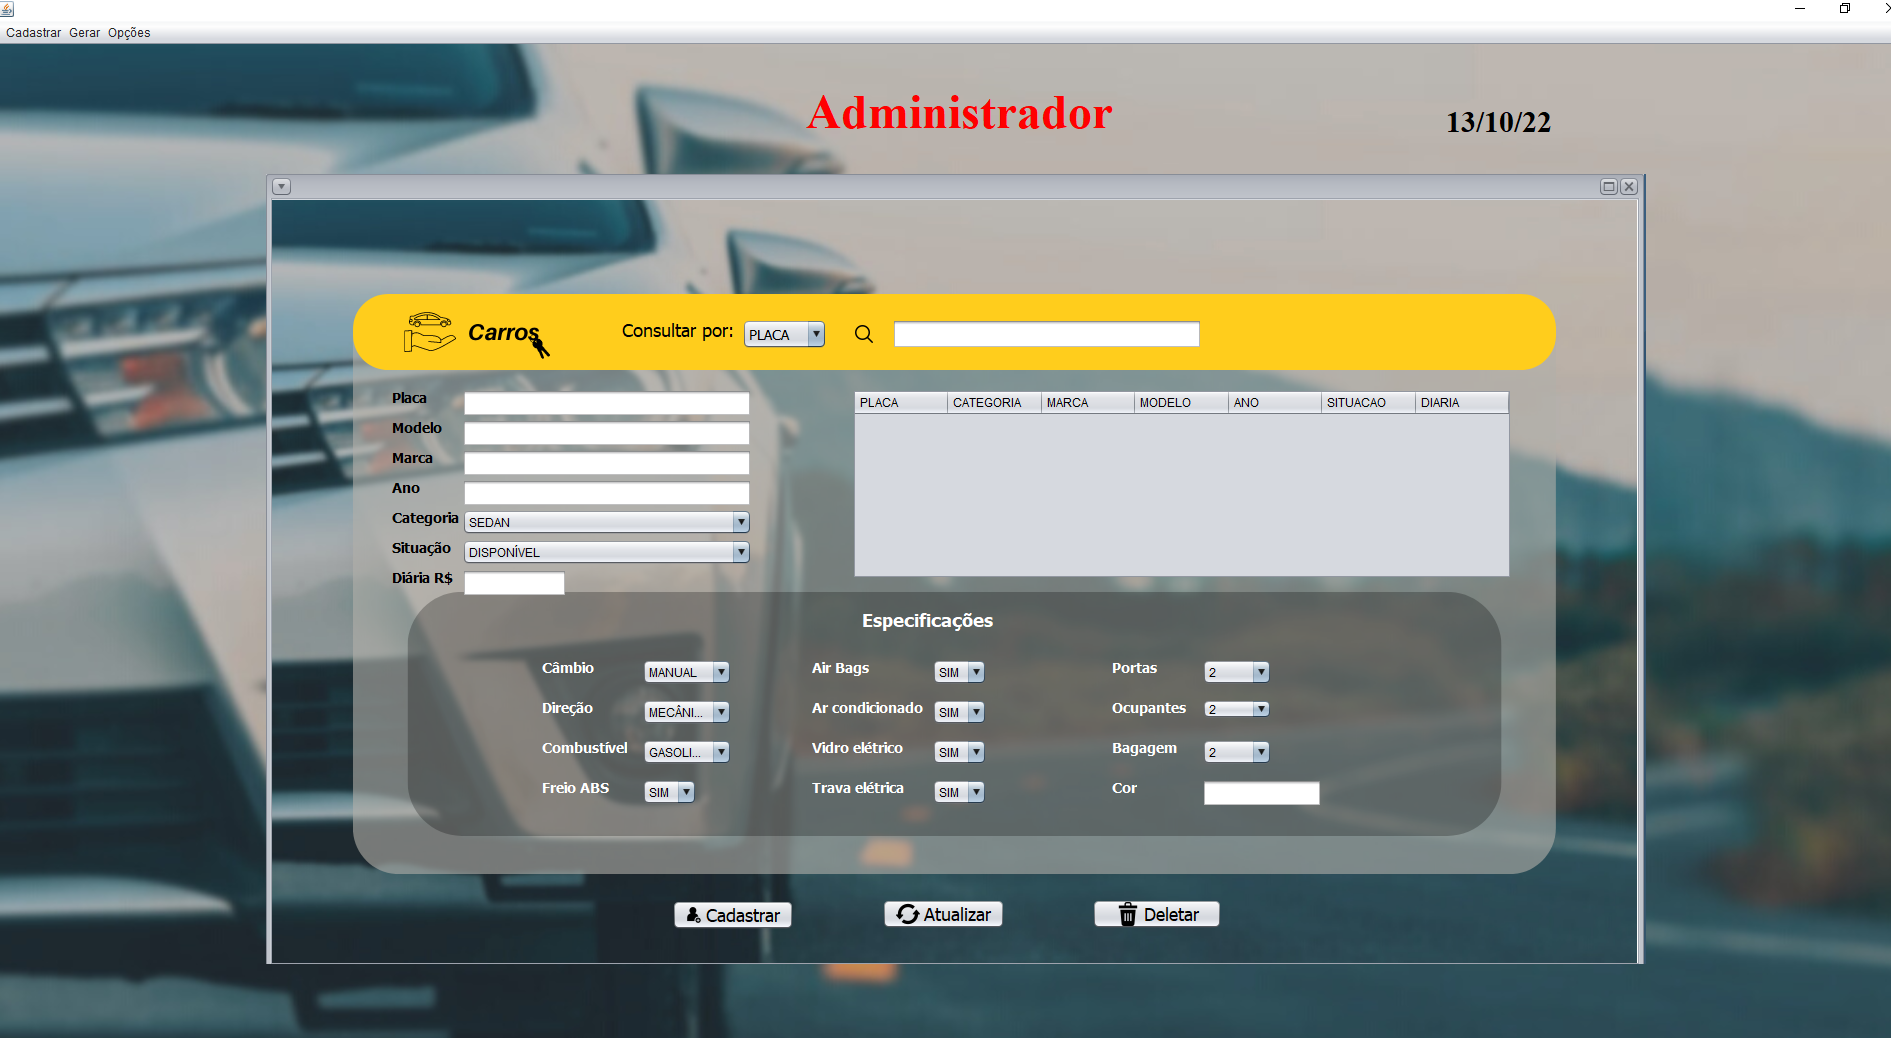 Cadastrar Gerar Opções
Administrador
13/10/22
Carros
Consultar por: PLACA
Placa
Modelo
Marca
Ano
Categoria SEDAN
Situação DISPONÍVEL
Diária R$
PLACA CATEGORIA MARCA MODELO ANO SITUACAO DIARIA
Especificações
Câmbio MANUAL Air Bags SIM Portas 2
Direção MECÂNI... Ar condicionado SIM Ocupantes 2
Combustível GASOLI... Vidro elétrico SIM Bagagem 2
Freio ABS SIM Trava elétrica SIM Cor
Cadastrar Atualizar Deletar